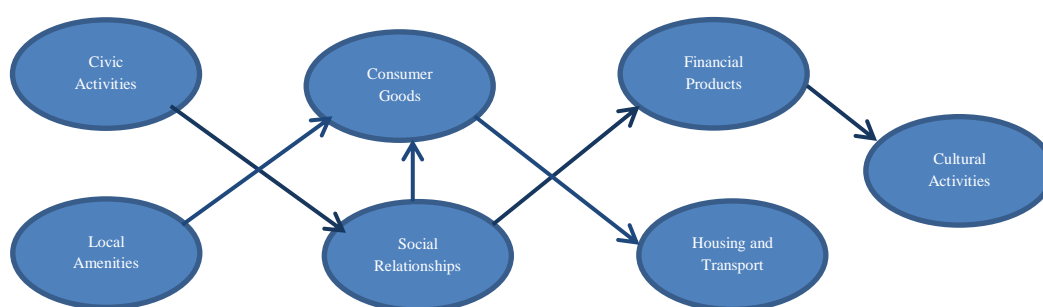 Civic
Activities
Consumer
Goods
Financial
Products
Cultural
Activities
Local
Amenities
Social
Relationships
Housing and
Transport